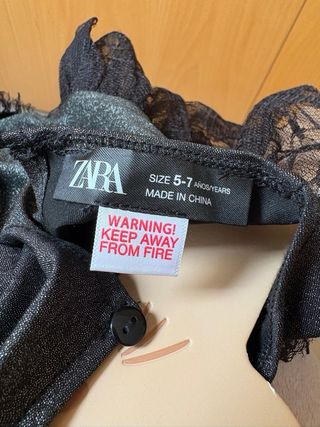 ZARA
SIZE 5-7 AÑOS/YEARS
MADE IN CHINA
WARNING!
KEEP AWAY
FROM FIRE